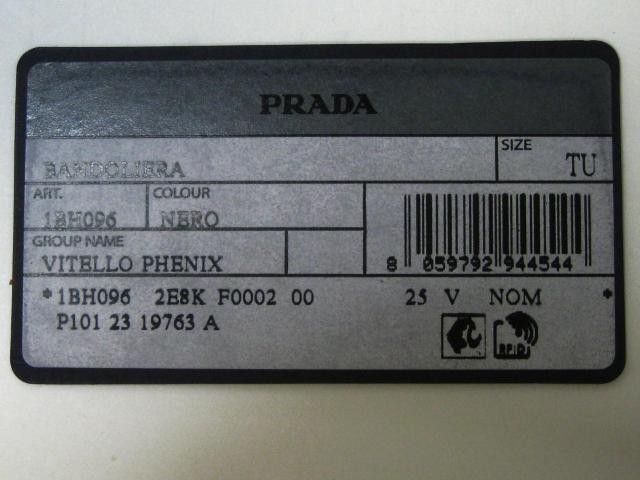 PRADA
BANDOLIERA
SIZE
TU
ART.
1BH096
COLOUR
NERO
GROUP NAME
VITELLO PHENIX
8 059792 944544
*1BH096 2E8K F0002 00 25 V NOM *
P101 23 19763 A
RFID